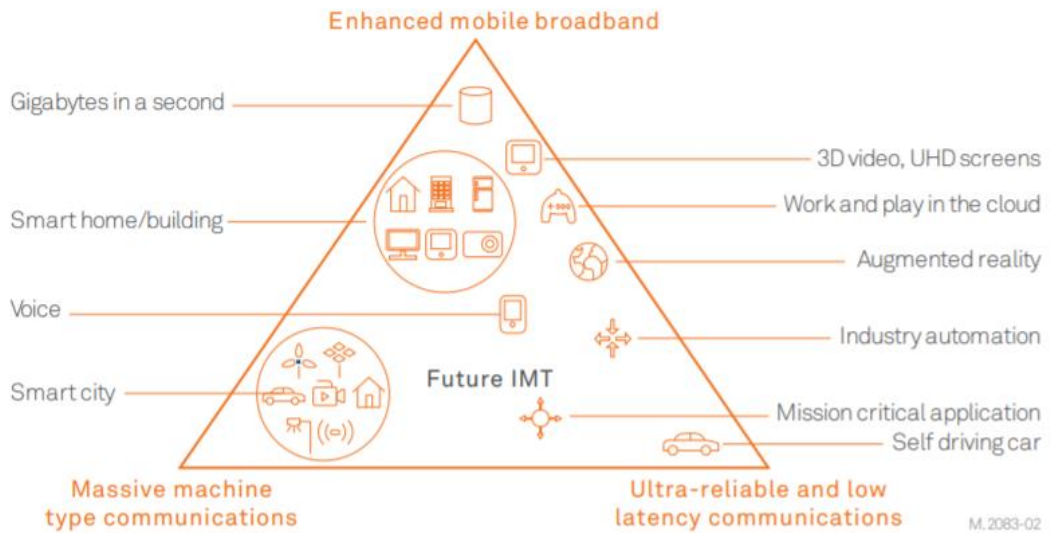 Enhanced mobile broadband
Gigabytes in a second
3D video, UHD screens
Smart home/building
Work and play in the cloud
Augmented reality
Voice
Industry automation
Smart city
Future IMT
Mission critical application
Self driving car
Massive machine
type communications
Ultra-reliable and low
latency communications
M. 2083-02